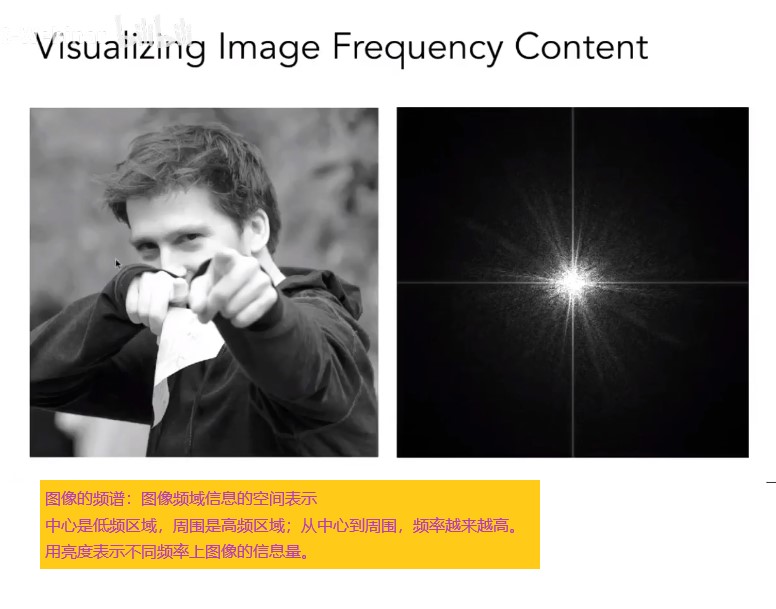 Visualizing Image Frequency Content
图像的频谱：图像频域信息的空间表示
中心是低频区域，周围是高频区域；从中心到周围，频率越来越高。
用亮度表示不同频率上图像的信息量。